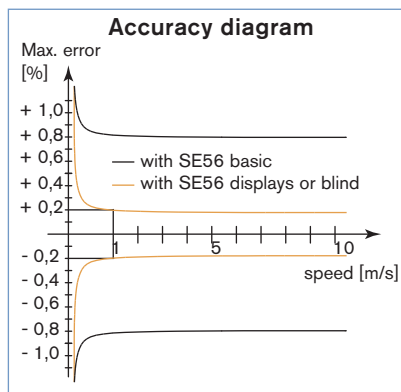 Accuracy diagram
Max. error
[%]
+ 1,0
+ 0,8
+ 0,6
+ 0,4
+ 0,2
- 0,2
- 0,4
- 0,6
- 0,8
- 1,0
with SE56 basic
with SE56 displays or blind
1 5 10
speed [m/s]